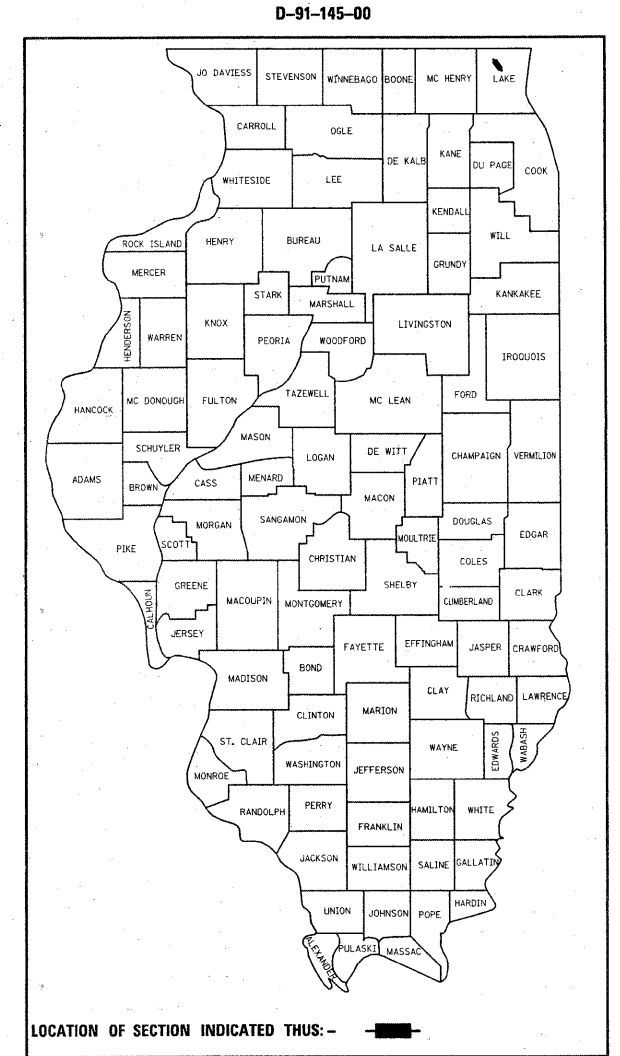 D-91-145-00
JO DAVIESS
STEVENSON
WINNEBAGO
BOONE
MC HENRY
LAKE
CARROLL
OGLE
DE KALB
KANE
DU PAGE
COOK
WHITESIDE
LEE
KENDALL
WILL
ROCK ISLAND
HENRY
BUREAU
LA SALLE
GRUNDY
MERCER
PUTNAM
STARK
MARSHALL
KANKAKEE
HENDERSON
WARREN
KNOX
PEORIA
WOODFORD
LIVINGSTON
IROQUOIS
HANCOCK
MC DONOUGH
FULTON
TAZEWELL
MC LEAN
FORD
MASON
SCHUYLER
LOGAN
DE WITT
CHAMPAIGN
VERMILION
ADAMS
BROWN
CASS
MENARD
PIATT
MACON
MORGAN
SANGAMON
DOUGLAS
PIKE
SCOTT
CHRISTIAN
MOULTRIE
EDGAR
COLES
GREENE
SHELBY
CALHOUN
MACOUPIN
MONTGOMERY
CUMBERLAND
CLARK
JERSEY
FAYETTE
EFFINGHAM
JASPER
CRAWFORD
BOND
MADISON
CLAY
RICHLAND
LAWRENCE
CLINTON
MARION
ST. CLAIR
WAYNE
EDWARDS
WABASH
WASHINGTON
JEFFERSON
MONROE
RANDOLPH
PERRY
HAMILTON
WHITE
FRANKLIN
JACKSON
WILLIAMSON
SALINE
GALLATIN
UNION
JOHNSON
POPE
HARDIN
ALEXANDER
PULASKI
MASSAC
LOCATION OF SECTION INDICATED THUS: -